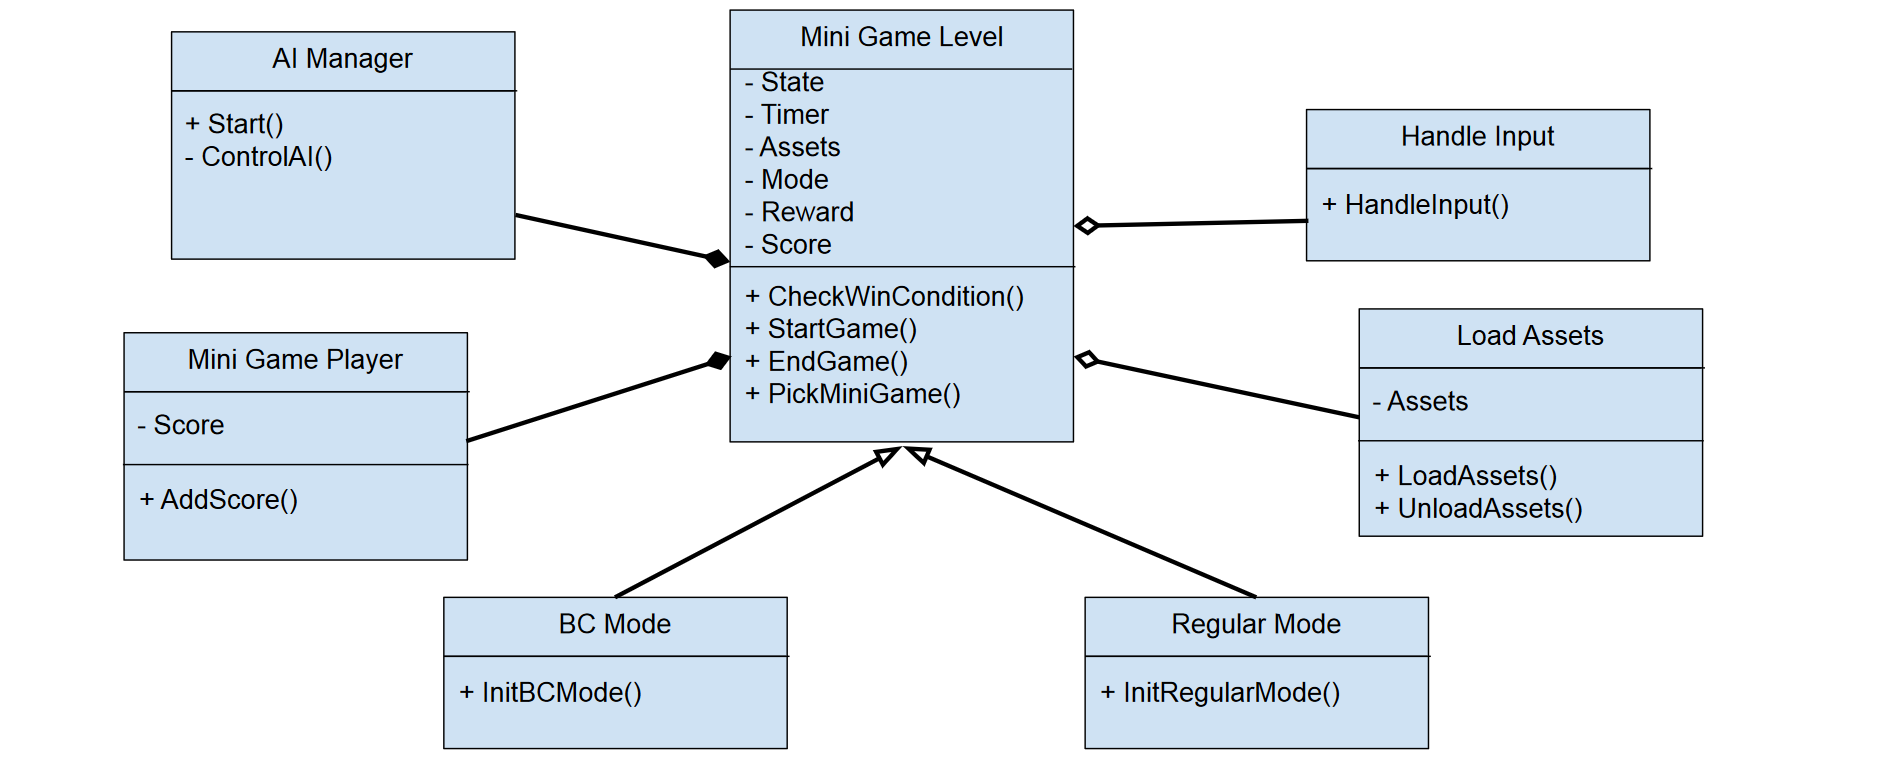 AI Manager
+ Start()
- ControlAI()
Mini Game Level
- State
- Timer
- Assets
- Mode
- Reward
- Score
+ CheckWinCondition()
+ StartGame()
+ EndGame()
+ PickMiniGame()
Handle Input
+ HandleInput()
Mini Game Player
- Score
+ AddScore()
Load Assets
- Assets
+ LoadAssets()
+ UnloadAssets()
BC Mode
+ InitBCMode()
Regular Mode
+ InitRegularMode()